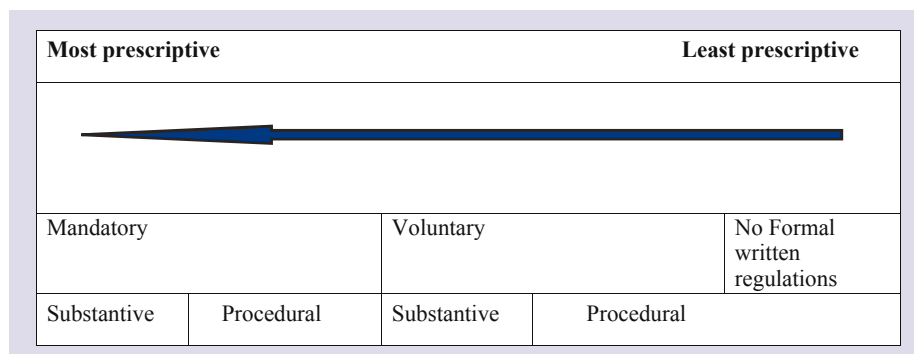 Most prescriptive Least prescriptive
Mandatory Voluntary No Formal
written
regulations
Substantive Procedural Substantive Procedural